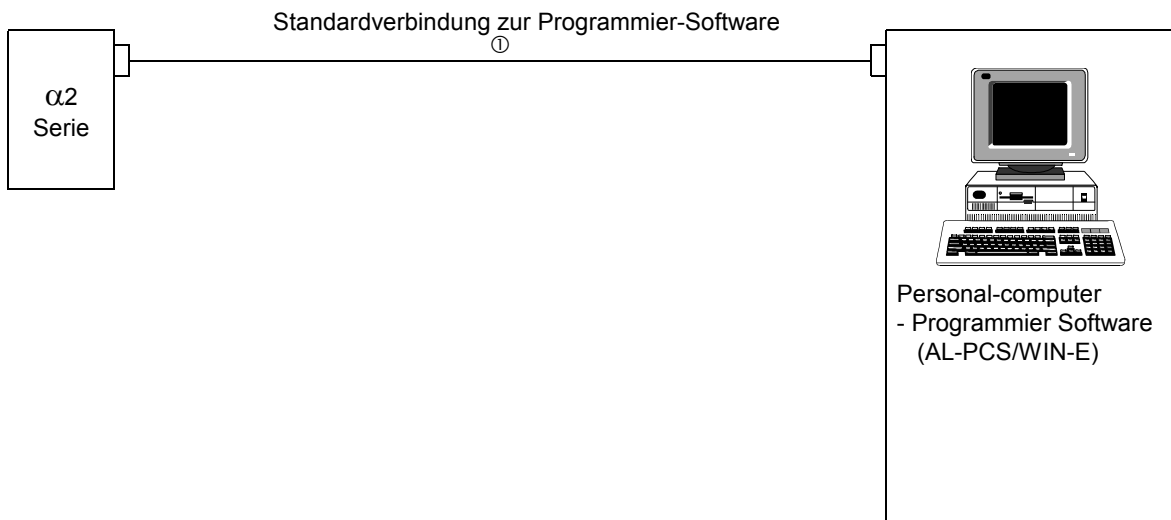 Standardverbindung zur Programmier-Software
①
α2
Serie
Personal-computer
- Programmier Software
(AL-PCS/WIN-E)